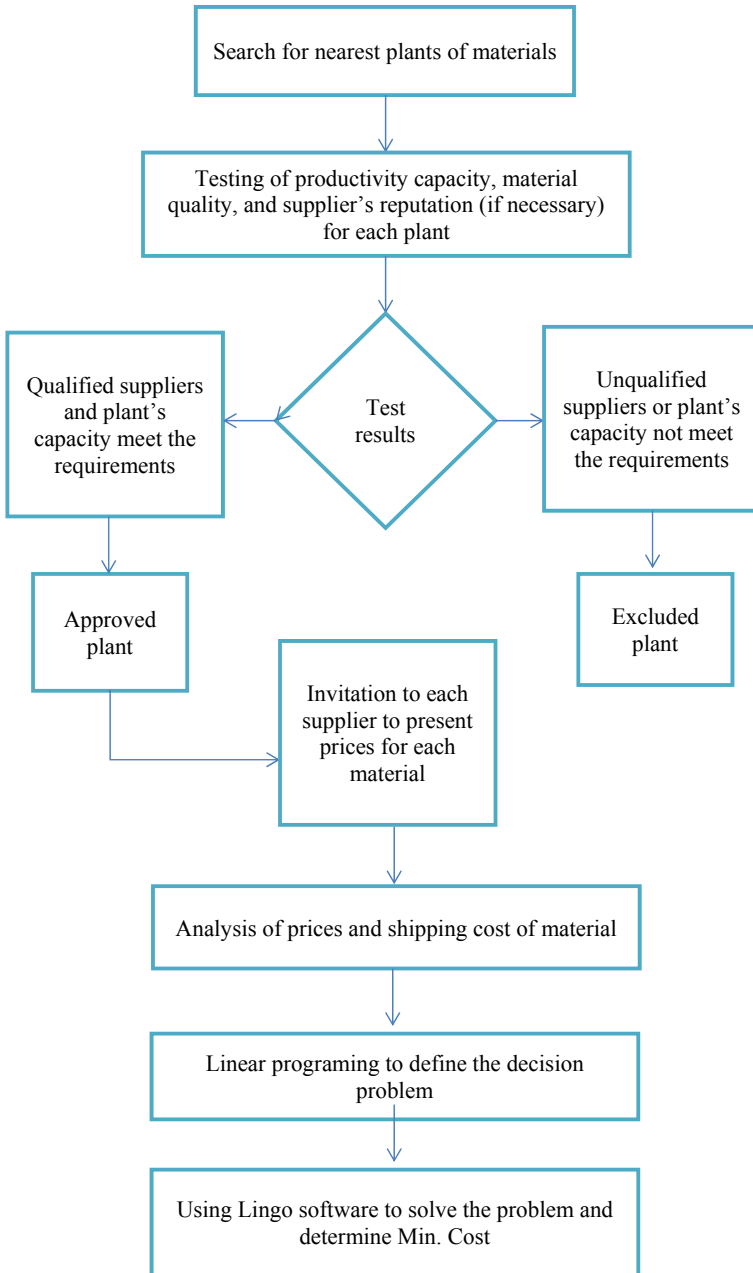 Search for nearest plants of materials
Testing of productivity capacity, material
quality, and supplier’s reputation (if necessary)
for each plant
Qualified suppliers
and plant’s
capacity meet the
requirements
Test
results
Unqualified
suppliers or plant’s
capacity not meet
the requirements
Approved
plant
Excluded
plant
Invitation to each
supplier to present
prices for each
material
Analysis of prices and shipping cost of material
Linear programing to define the decision
problem
Using Lingo software to solve the problem and
determine Min. Cost